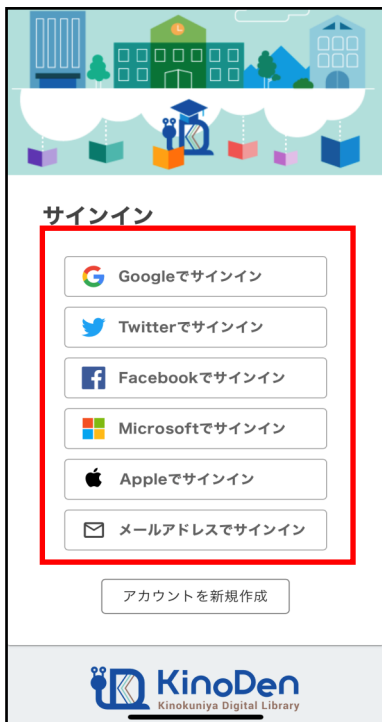 サインイン
Googleでサインイン
Twitterでサインイン
Facebookでサインイン
Microsoftでサインイン
Appleでサインイン
メールアドレスでサインイン
アカウントを新規作成
KinoDen
Kinokuniya Digital Library